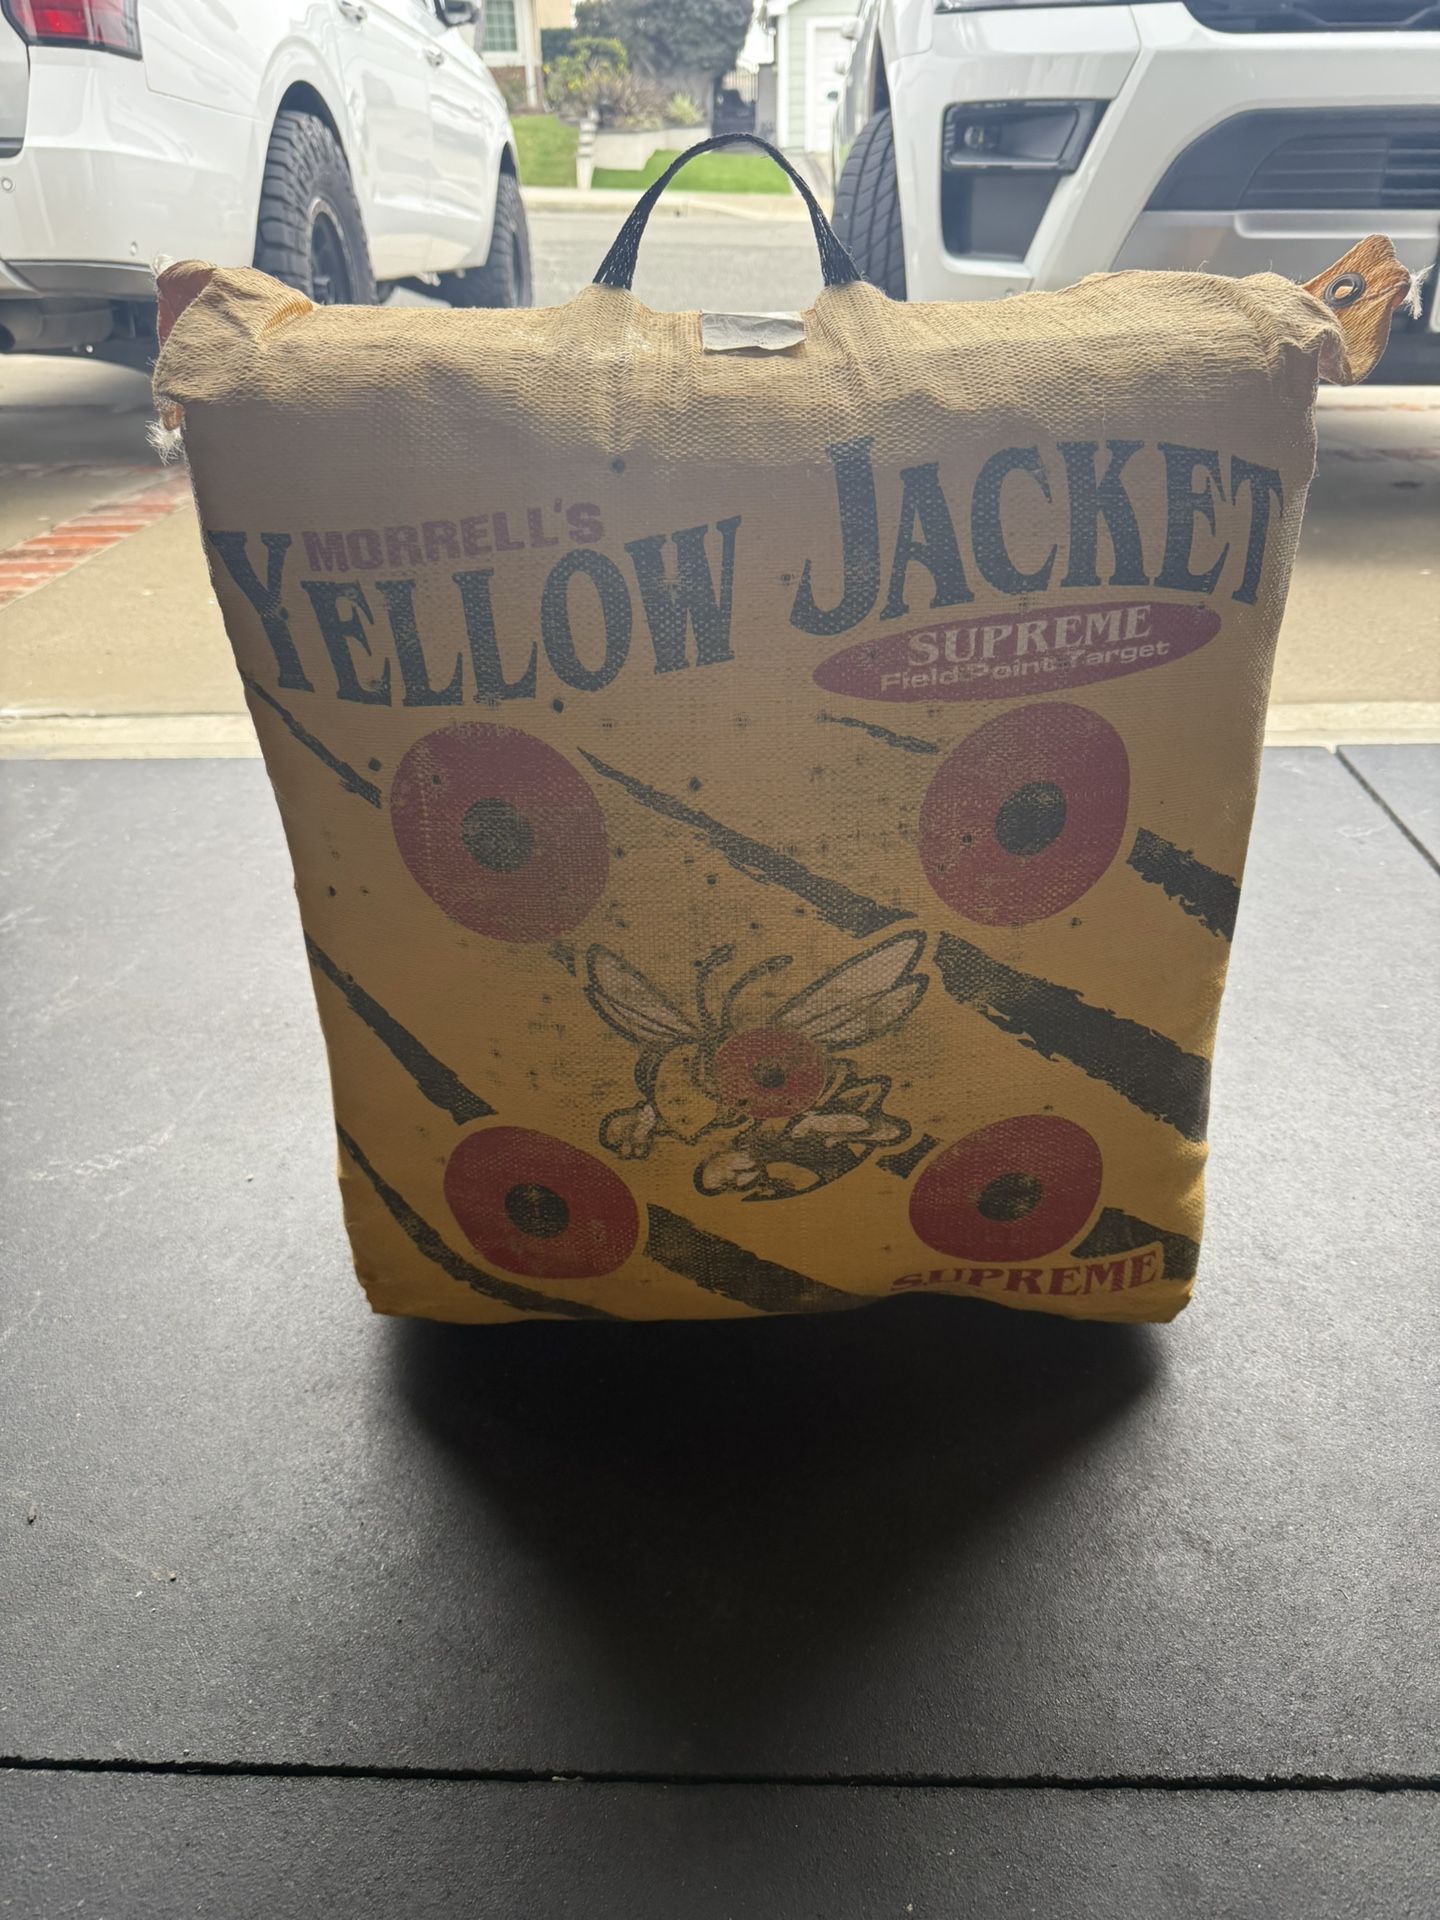 MORRELL'S
YELLOW JACKET
SUPREME
Field Point Target
SUPREME